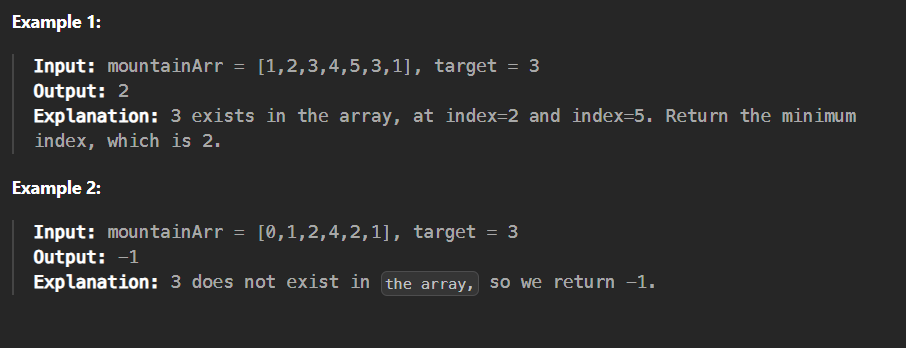 Example 1:
Input: mountainArr = [1,2,3,4,5,3,1], target = 3
Output: 2
Explanation: 3 exists in the array, at index=2 and index=5. Return the minimum
index, which is 2.
Example 2:
Input: mountainArr = [0,1,2,4,2,1], target = 3
Output: -1
Explanation: 3 does not exist in the array, so we return -1.